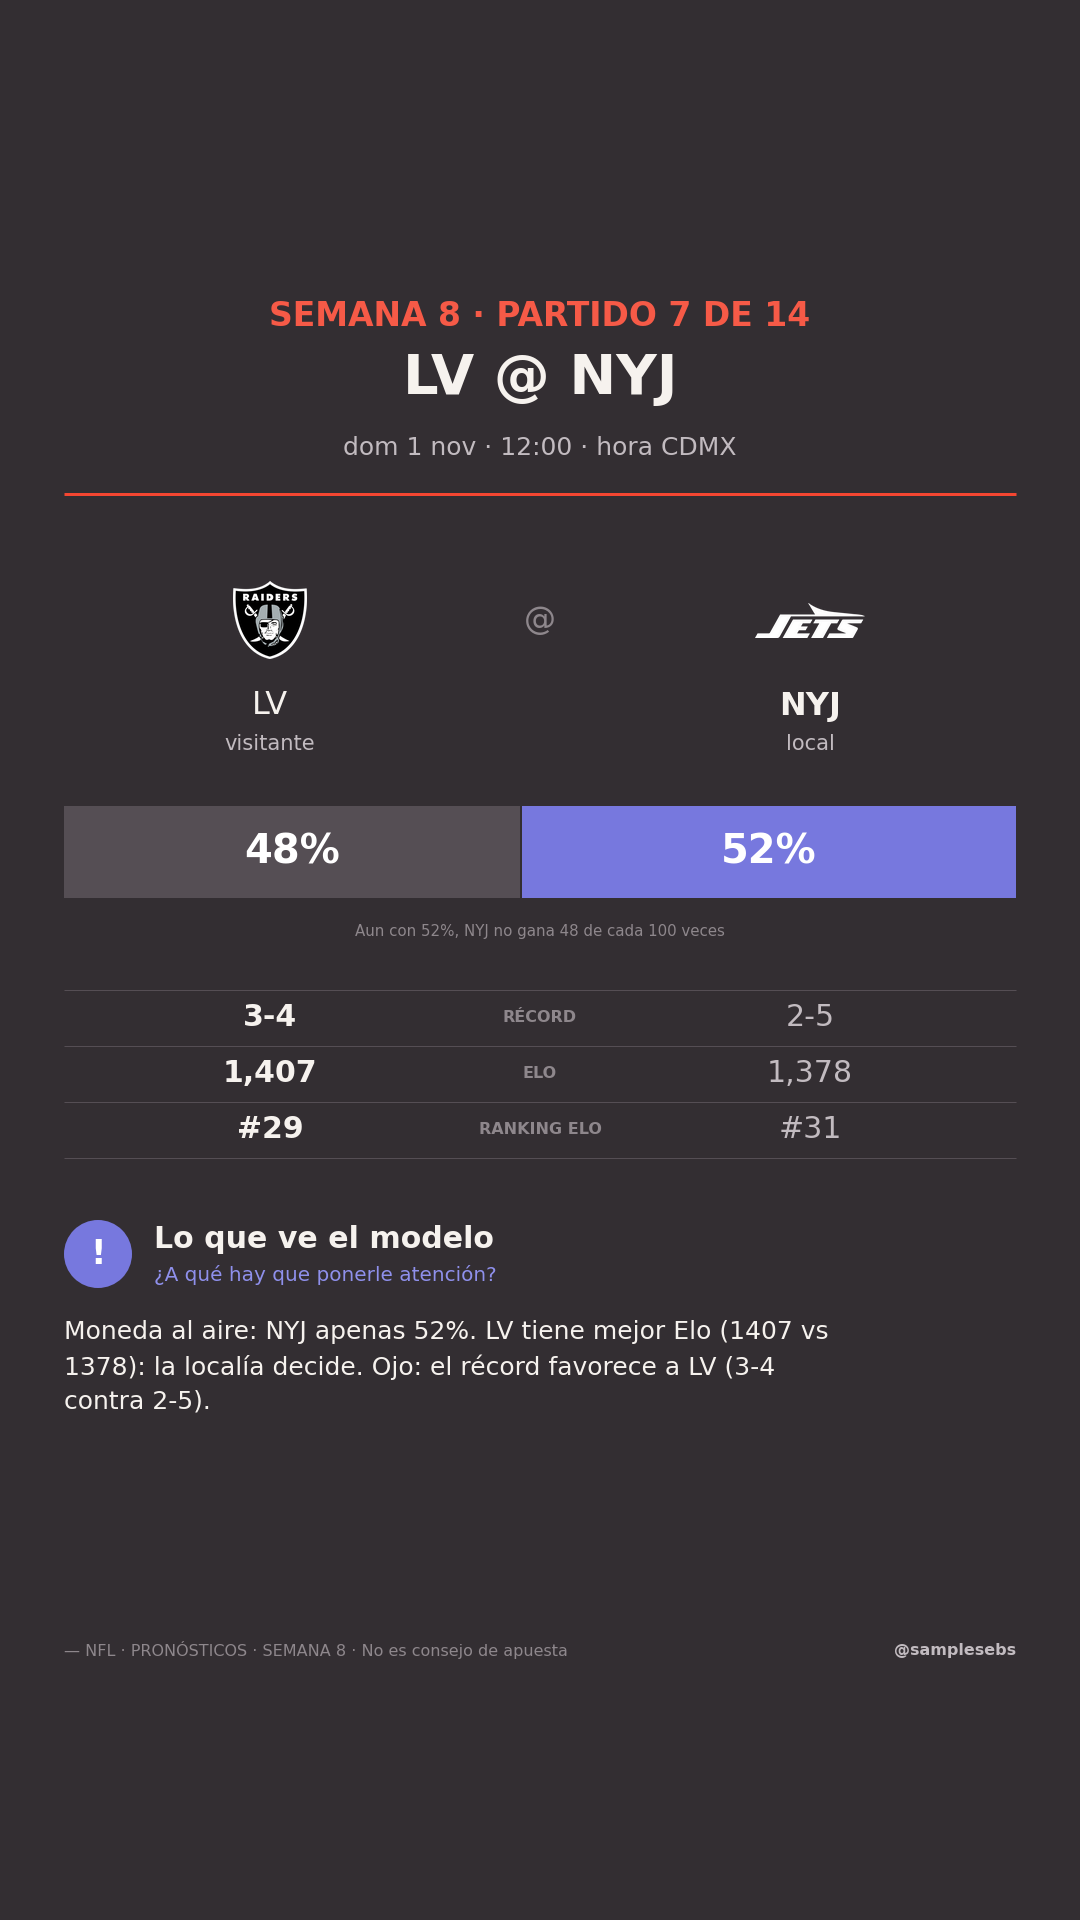 SEMANA 8 · PARTIDO 7 DE 14
LV @ NYJ
dom 1 nov · 12:00 · hora CDMX
RAIDERS
@
JETS
LV
NYJ
visitante
local
48%
52%
Aun con 52%, NYJ no gana 48 de cada 100 veces
3-4 RÉCORD 2-5
1,407 ELO 1,378
#29 RANKING ELO #31
!
Lo que ve el modelo
¿A qué hay que ponerle atención?
Moneda al aire: NYJ apenas 52%. LV tiene mejor Elo (1407 vs
1378): la localía decide. Ojo: el récord favorece a LV (3-4
contra 2-5).
— NFL · PRONÓSTICOS · SEMANA 8 · No es consejo de apuesta
@samplesebs